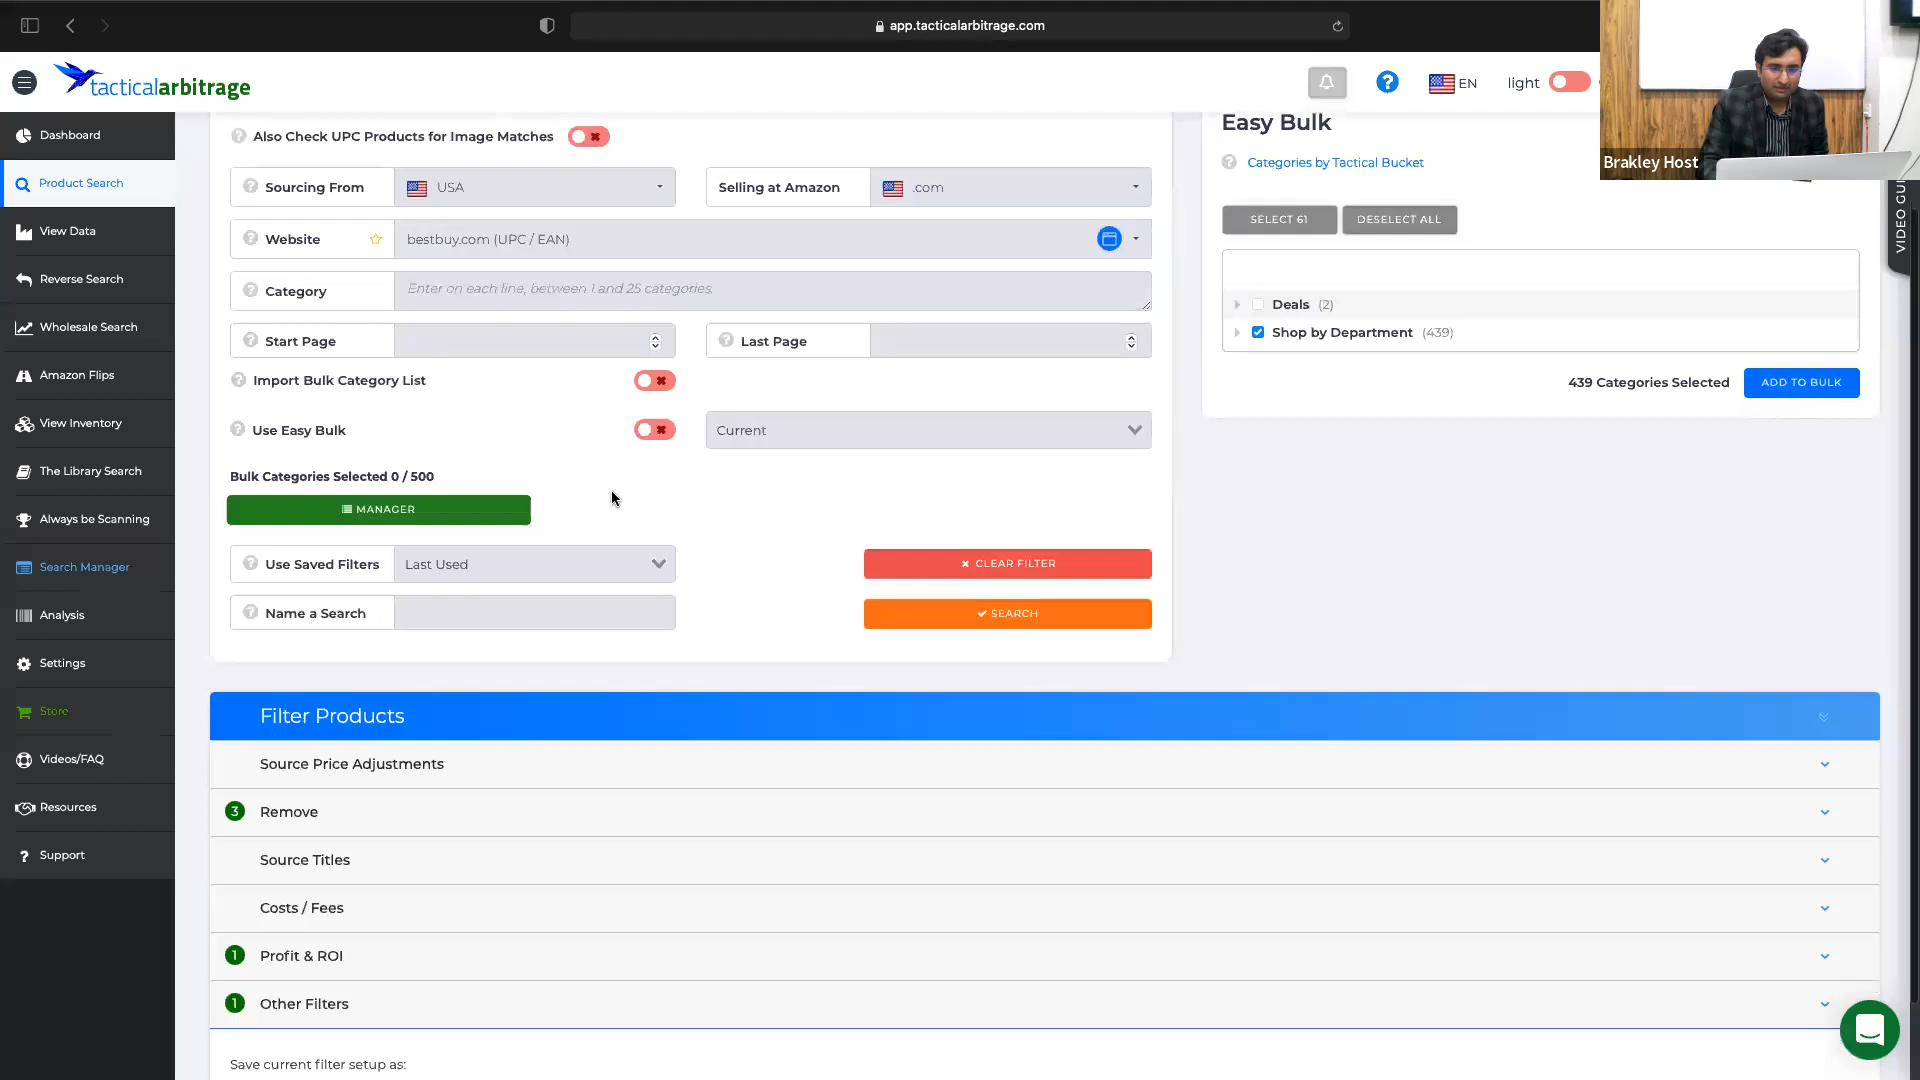 app.tacticalarbitrage.com
tacticalarbitrage
EN
light
Brakley Host
Dashboard
Product Search
View Data
Reverse Search
Wholesale Search
Amazon Flips
View Inventory
The Library Search
Always be Scanning
Search Manager
Analysis
Settings
Store
Videos/FAQ
Resources
Support
Also Check UPC Products for Image Matches
Sourcing From
USA
Selling at Amazon
.com
Website
bestbuy.com (UPC / EAN)
Category
Enter on each line, between 1 and 25 categories.
Start Page
Last Page
Import Bulk Category List
Use Easy Bulk
Current
Bulk Categories Selected 0 / 500
MANAGER
Use Saved Filters
Last Used
CLEAR FILTER
Name a Search
SEARCH
Easy Bulk
Categories by Tactical Bucket
SELECT 61
DESELECT ALL
Deals (2)
Shop by Department (439)
439 Categories Selected
ADD TO BULK
VIDEO GU
Filter Products
Source Price Adjustments
3 Remove
Source Titles
Costs / Fees
1 Profit & ROI
1 Other Filters
Save current filter setup as: